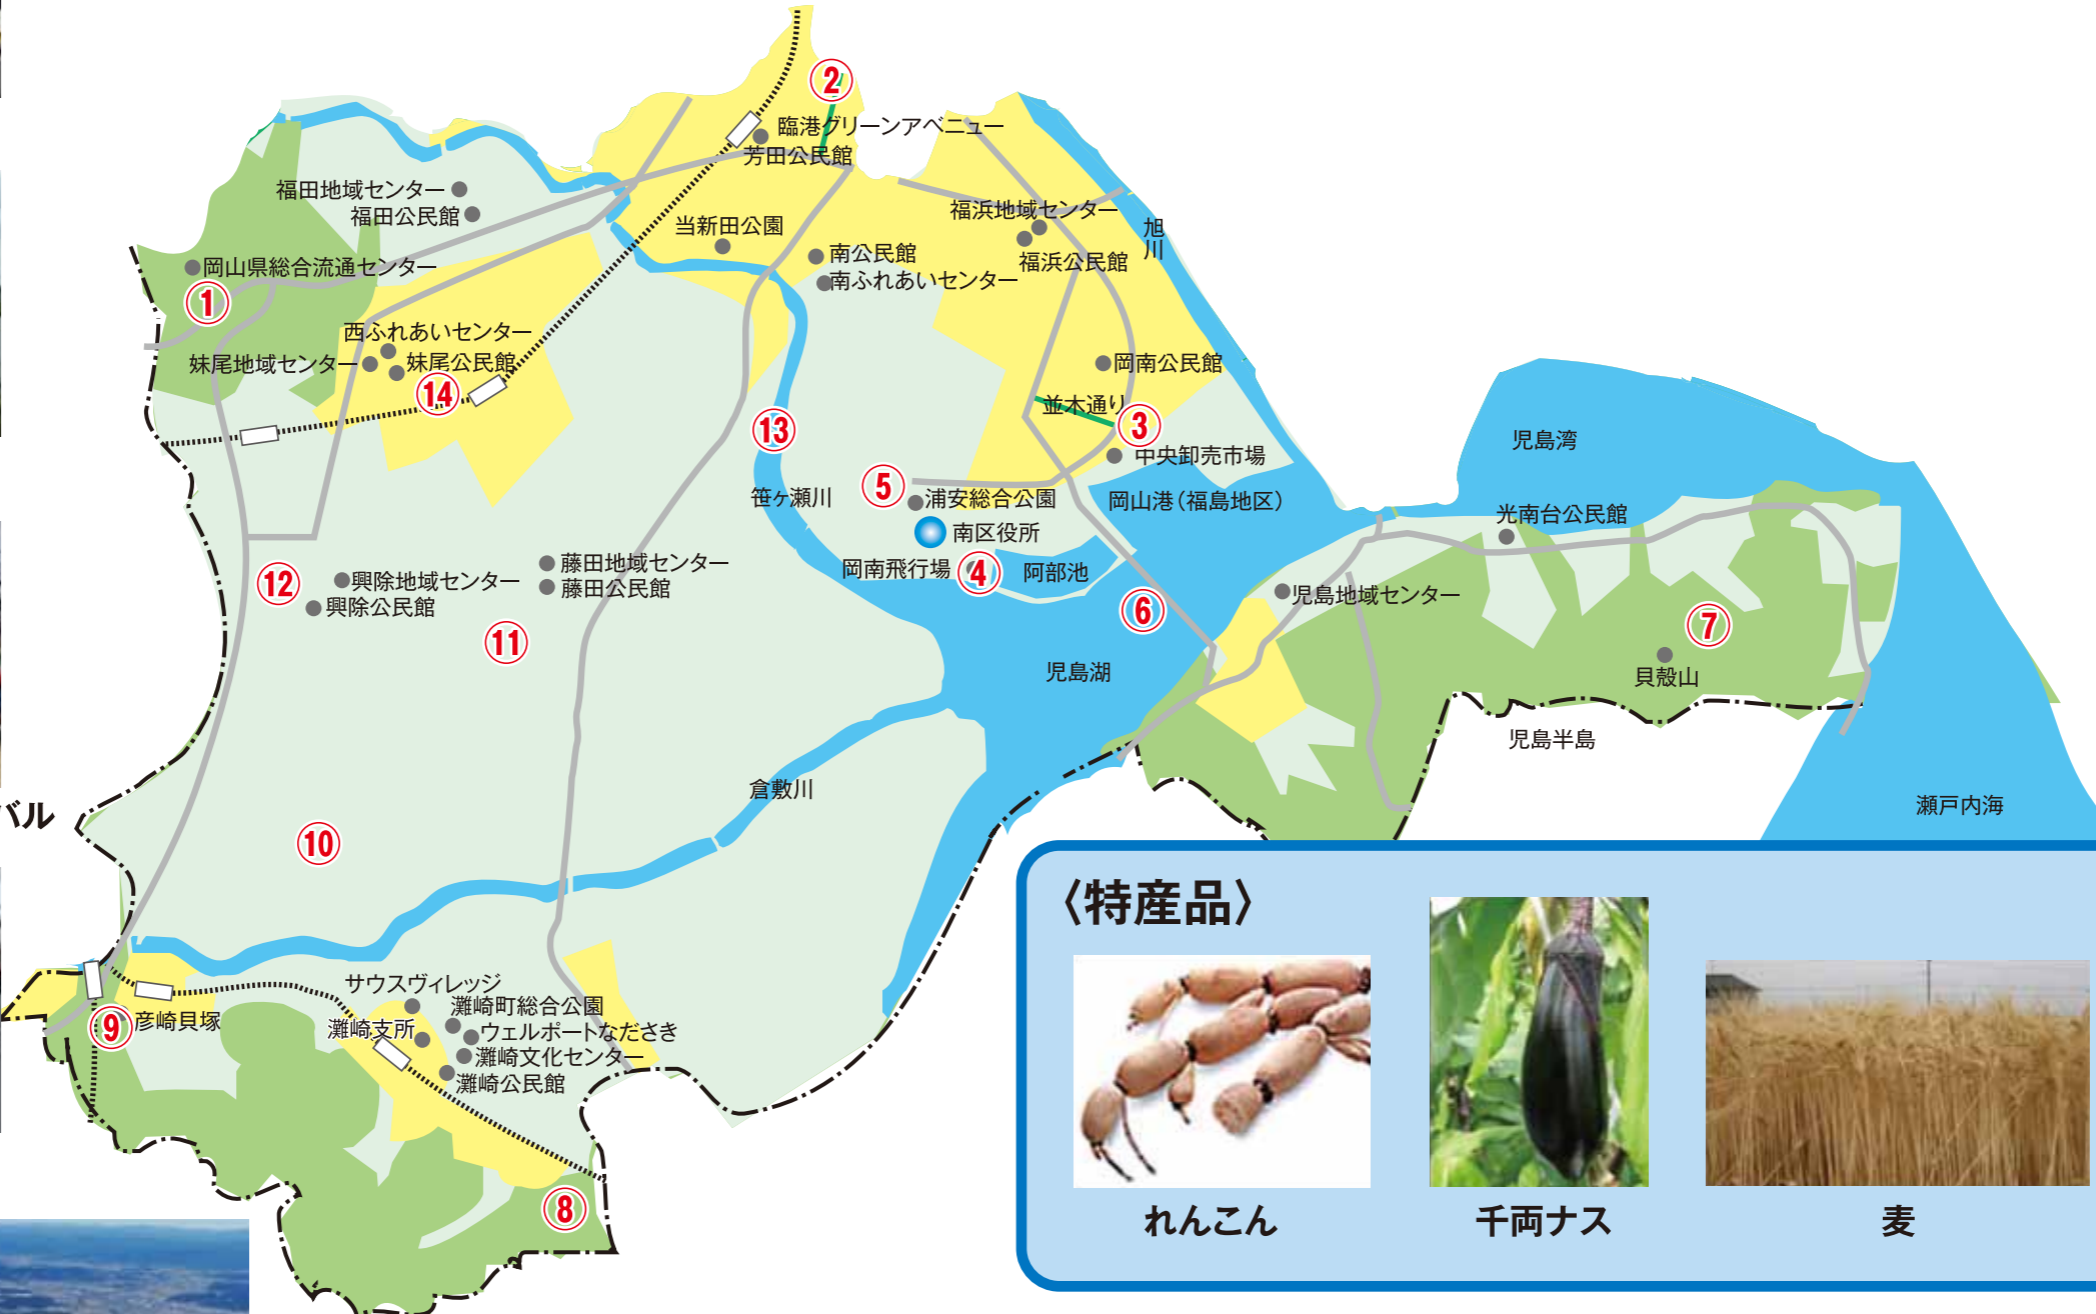 ②
臨港グリーンアベニュー
芳田公民館
福田地域センター
福田公民館
当新田公園
福浜地域センター
福浜公民館
旭川
南公民館
南ふれあいセンター
岡山県総合流通センター
①
西ふれあいセンター
妹尾地域センター
妹尾公民館
⑭
岡南公民館
並木通り
③
中央卸売市場
⑬
笹ヶ瀬川
⑤
浦安総合公園
南区役所
岡山港(福島地区)
児島湾
光南台公民館
岡南飛行場
④
阿部池
⑥
児島地域センター
⑦
貝殻山
⑫
興除地域センター
興除公民館
藤田地域センター
藤田公民館
⑪
児島湖
児島半島
瀬戸内海
倉敷川
バル
⑩
サウスヴィレッジ
灘崎町総合公園
灘崎支所
ウェルポートなださき
灘崎文化センター
灘崎公民館
⑨
彦崎貝塚
⑧
〈特産品〉
れんこん
千両ナス
麦